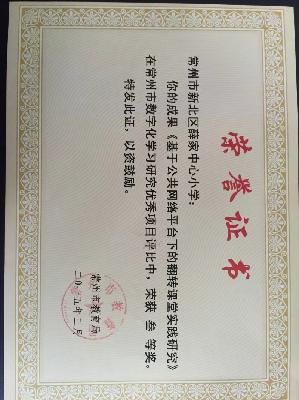 荣誉证书
常州市新北区薛家中心小学：
你的成果《基于公共网络平台下的翻转课堂实践研究》
在常州市数字化学习研究优秀项目评比中，荣获 叁 等奖。
特发此证，以资鼓励。
常州市教育局
二〇一五年二月